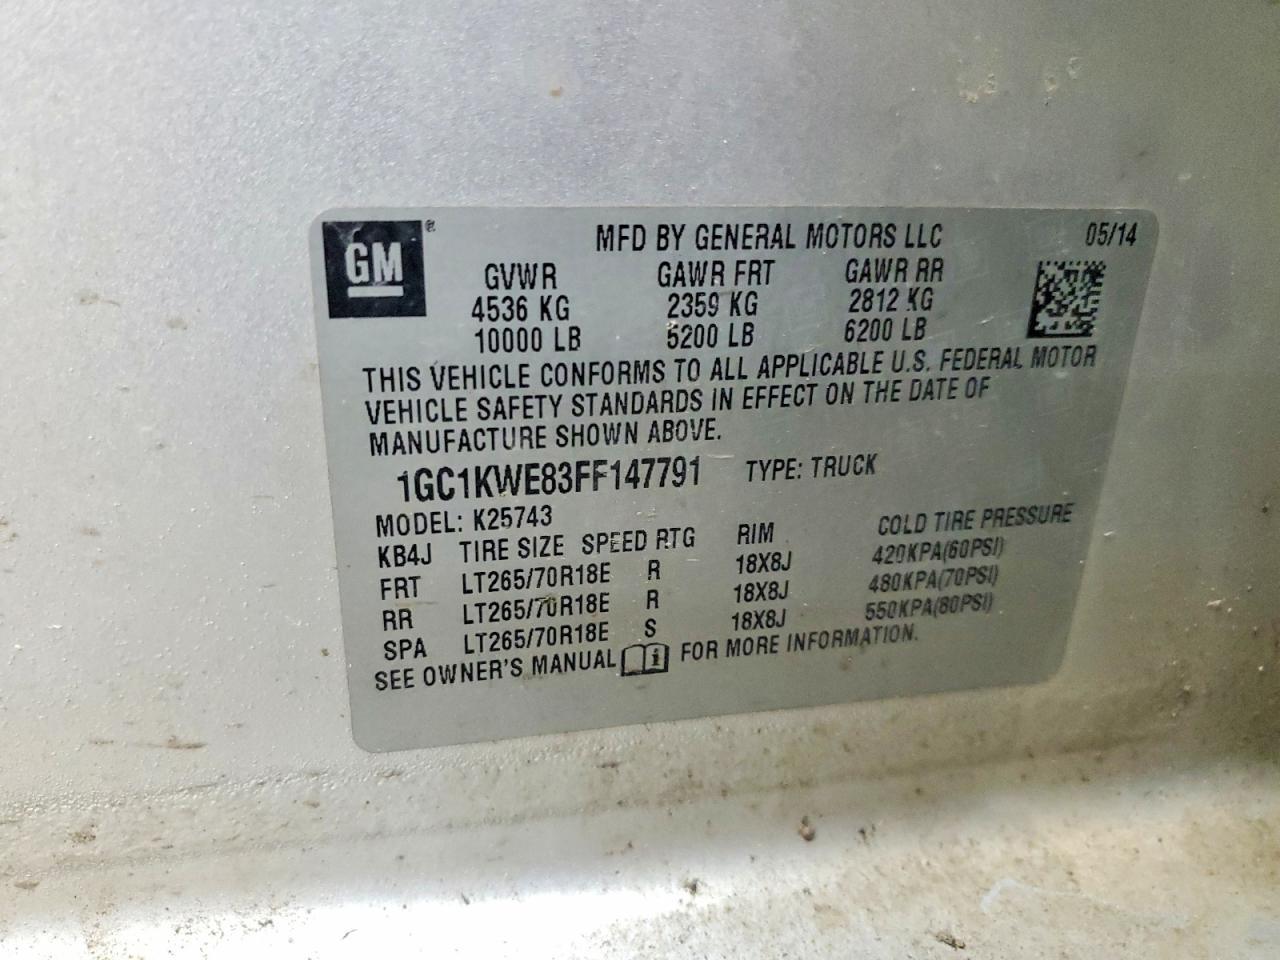 GM ®
MFD BY GENERAL MOTORS LLC 05/14
GVWR GAWR FRT GAWR RR
4536 KG 2359 KG 2812 KG
10000 LB 5200 LB 6200 LB
THIS VEHICLE CONFORMS TO ALL APPLICABLE U.S. FEDERAL MOTOR
VEHICLE SAFETY STANDARDS IN EFFECT ON THE DATE OF
MANUFACTURE SHOWN ABOVE.
1GC1KWE83FF147791 TYPE: TRUCK
MODEL: K25743
KB4J TIRE SIZE SPEED RTG RIM COLD TIRE PRESSURE
FRT LT265/70R18E R 18X8J 420KPA(60PSI)
RR LT265/70R18E R 18X8J 480KPA(70PSI)
SPA LT265/70R18E S 18X8J 550KPA(80PSI)
SEE OWNER'S MANUAL FOR MORE INFORMATION.